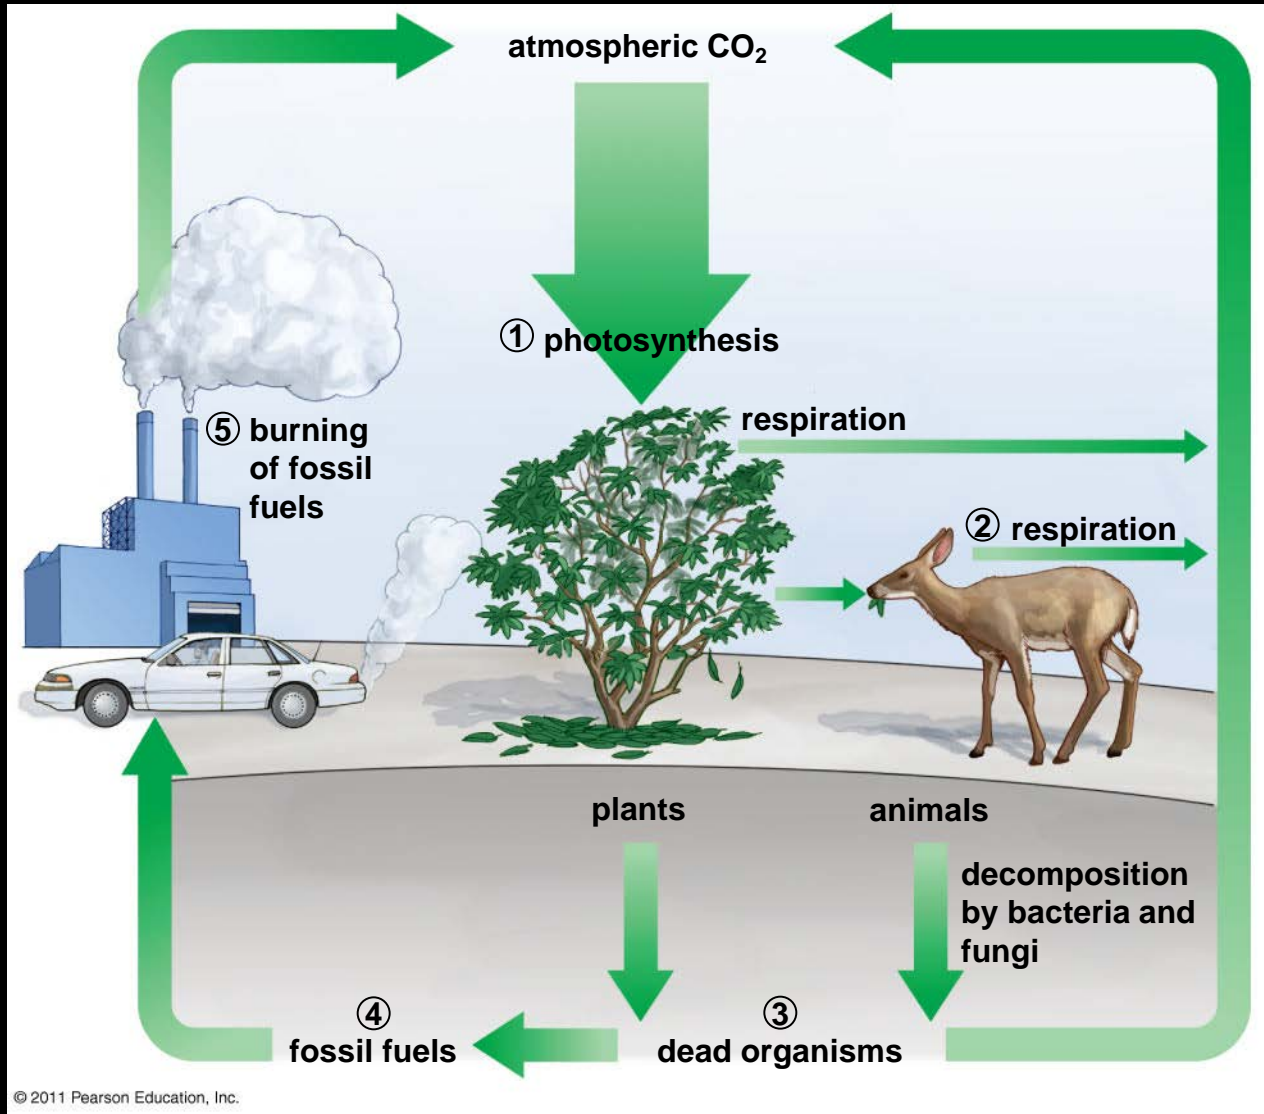 atmospheric CO₂
① photosynthesis
respiration
⑤ burning
of fossil
fuels
② respiration
plants
animals
decomposition
by bacteria and
fungi
④
fossil fuels
③
dead organisms
© 2011 Pearson Education, Inc.